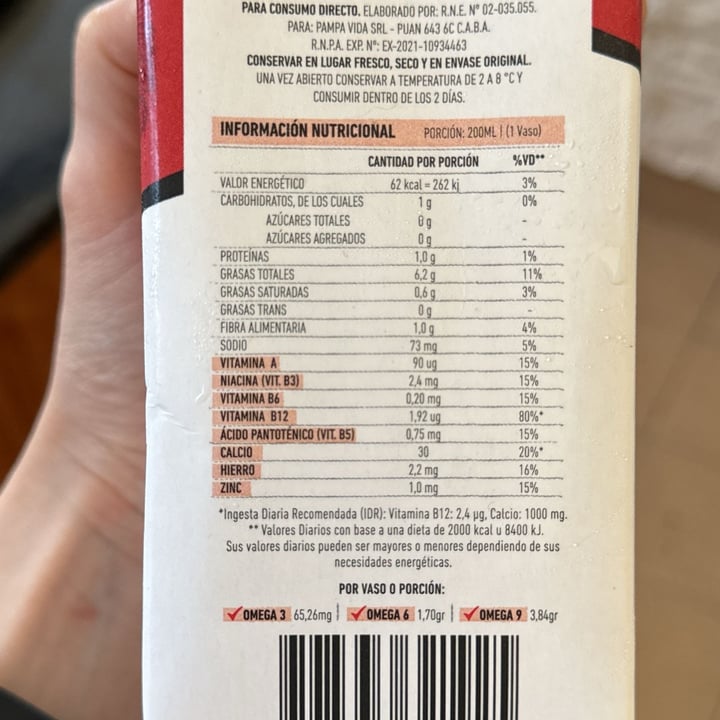 PARA CONSUMO DIRECTO. ELABORADO POR: R.N.E. Nº 02-035.055.
PARA: PAMPA VIDA SRL - PUAN 643 6C C.A.B.A.
R.N.P.A. EXP. Nº: EX-2021-10934463
CONSERVAR EN LUGAR FRESCO, SECO Y EN ENVASE ORIGINAL.
UNA VEZ ABIERTO CONSERVAR A TEMPERATURA DE 2 A 8 °C Y
CONSUMIR DENTRO DE LOS 2 DÍAS.
INFORMACIÓN NUTRICIONAL PORCIÓN: 200ML | (1 Vaso)
CANTIDAD POR PORCIÓN %VD**
VALOR ENERGÉTICO 62 kcal = 262 kj 3%
CARBOHIDRATOS, DE LOS CUALES 1 g 0%
AZÚCARES TOTALES 0 g -
AZÚCARES AGREGADOS 0 g -
PROTEÍNAS 1,0 g 1%
GRASAS TOTALES 6,2 g 11%
GRASAS SATURADAS 0,6 g 3%
GRASAS TRANS 0 g -
FIBRA ALIMENTARIA 1,0 g 4%
SODIO 73 mg 5%
VITAMINA A 90 ug 15%
NIACINA (VIT. B3) 2,4 mg 15%
VITAMINA B6 0,20 mg 15%
VITAMINA B12 1,92 ug 80%*
ÁCIDO PANTOTÉNICO (VIT. B5) 0,75 mg 15%
CALCIO 30 20%*
HIERRO 2,2 mg 16%
ZINC 1,0 mg 15%
*Ingesta Diaria Recomendada (IDR): Vitamina B12: 2,4 µg, Calcio: 1000 mg.
** Valores Diarios con base a una dieta de 2000 kcal u 8400 kJ.
Sus valores diarios pueden ser mayores o menores dependiendo de sus
necesidades energéticas.
POR VASO O PORCIÓN:
OMEGA 3 65,26mg | OMEGA 6 1,70gr | OMEGA 9 3,84gr